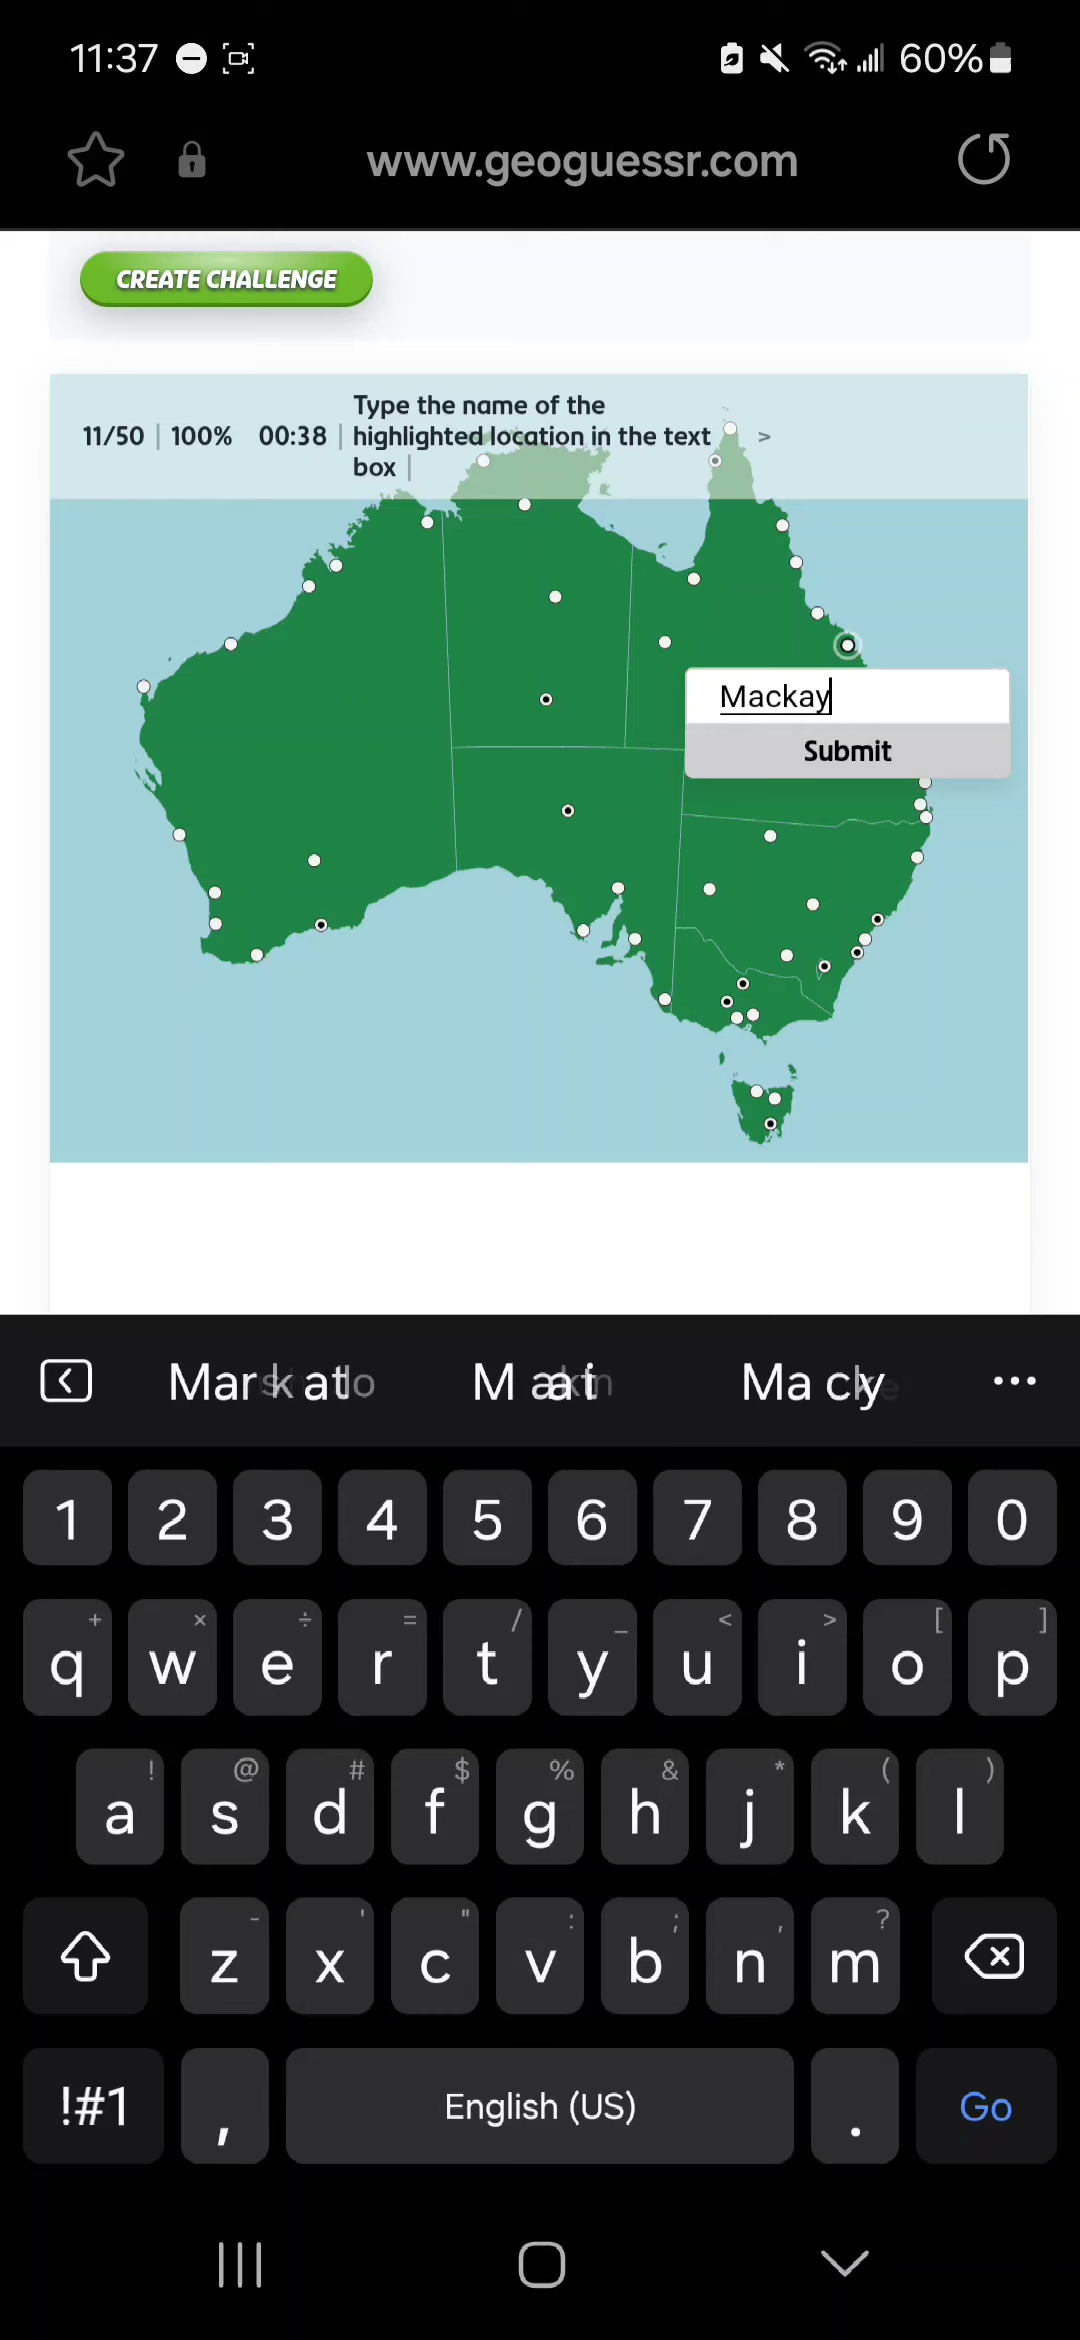 11:37
60%
www.geoguessr.com
CREATE CHALLENGE
11/50 | 100% 00:38 | Type the name of the
highlighted location in the text
box | >
Mackay
Submit
1 2 3 4 5 6 7 8 9 0
+ × ÷ = / _ < > [ ]
q w e r t y u i o p
! @ # $ % & * ( )
a s d f g h j k l
- ' " : ; , ?
z x c v b n m
!#1 , English (US) . Go